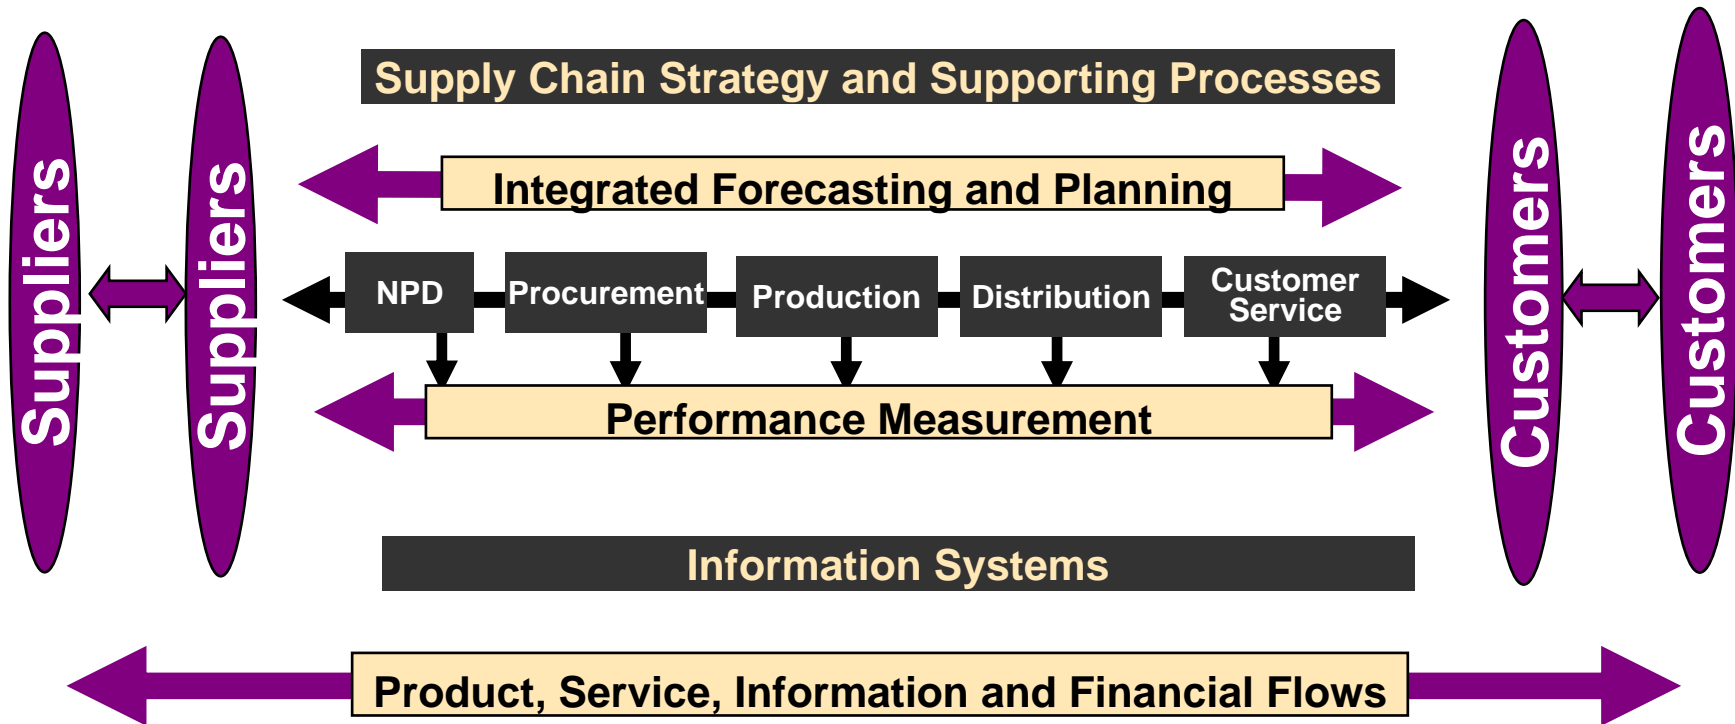 Suppliers
Suppliers
Supply Chain Strategy and Supporting Processes
Integrated Forecasting and Planning
NPD
Procurement
Production
Distribution
Customer
Service
Performance Measurement
Information Systems
Product, Service, Information and Financial Flows
Customers
Customers